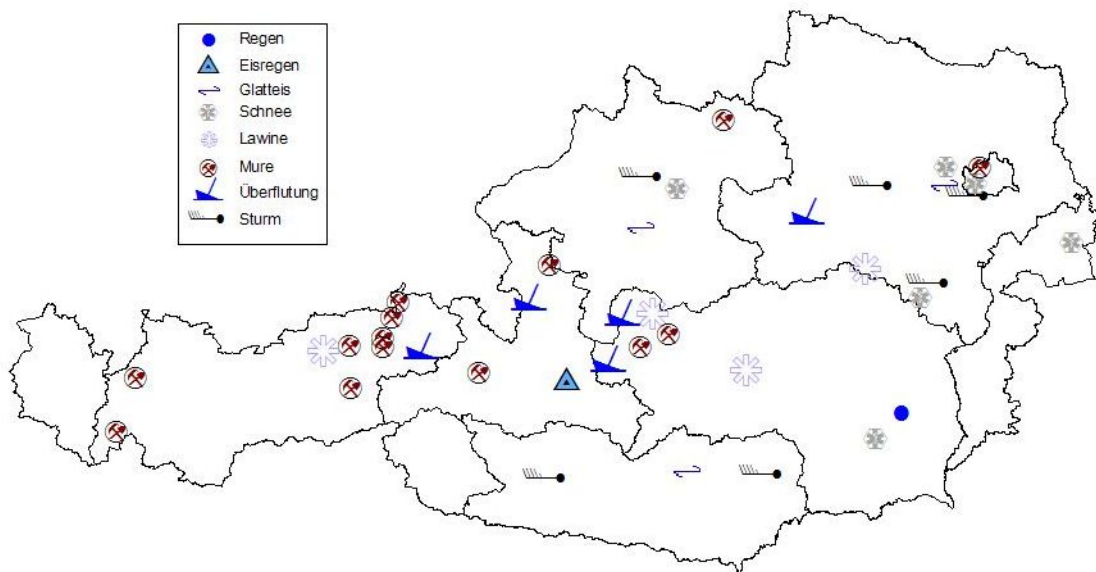 Regen
Eisregen
Glatteis
Schnee
Lawine
Mure
Überflutung
Sturm